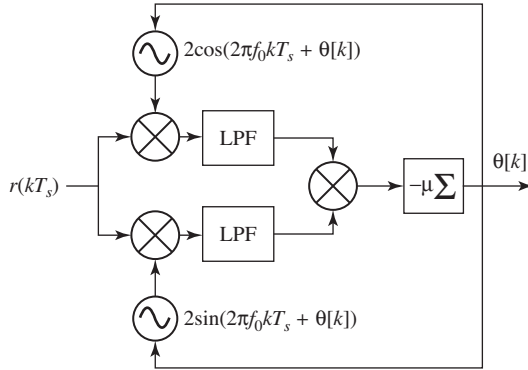 2cos(2πf₀kTₛ + θ[k])
LPF
r(kTₛ)
−μΣ
θ[k]
LPF
2sin(2πf₀kTₛ + θ[k])